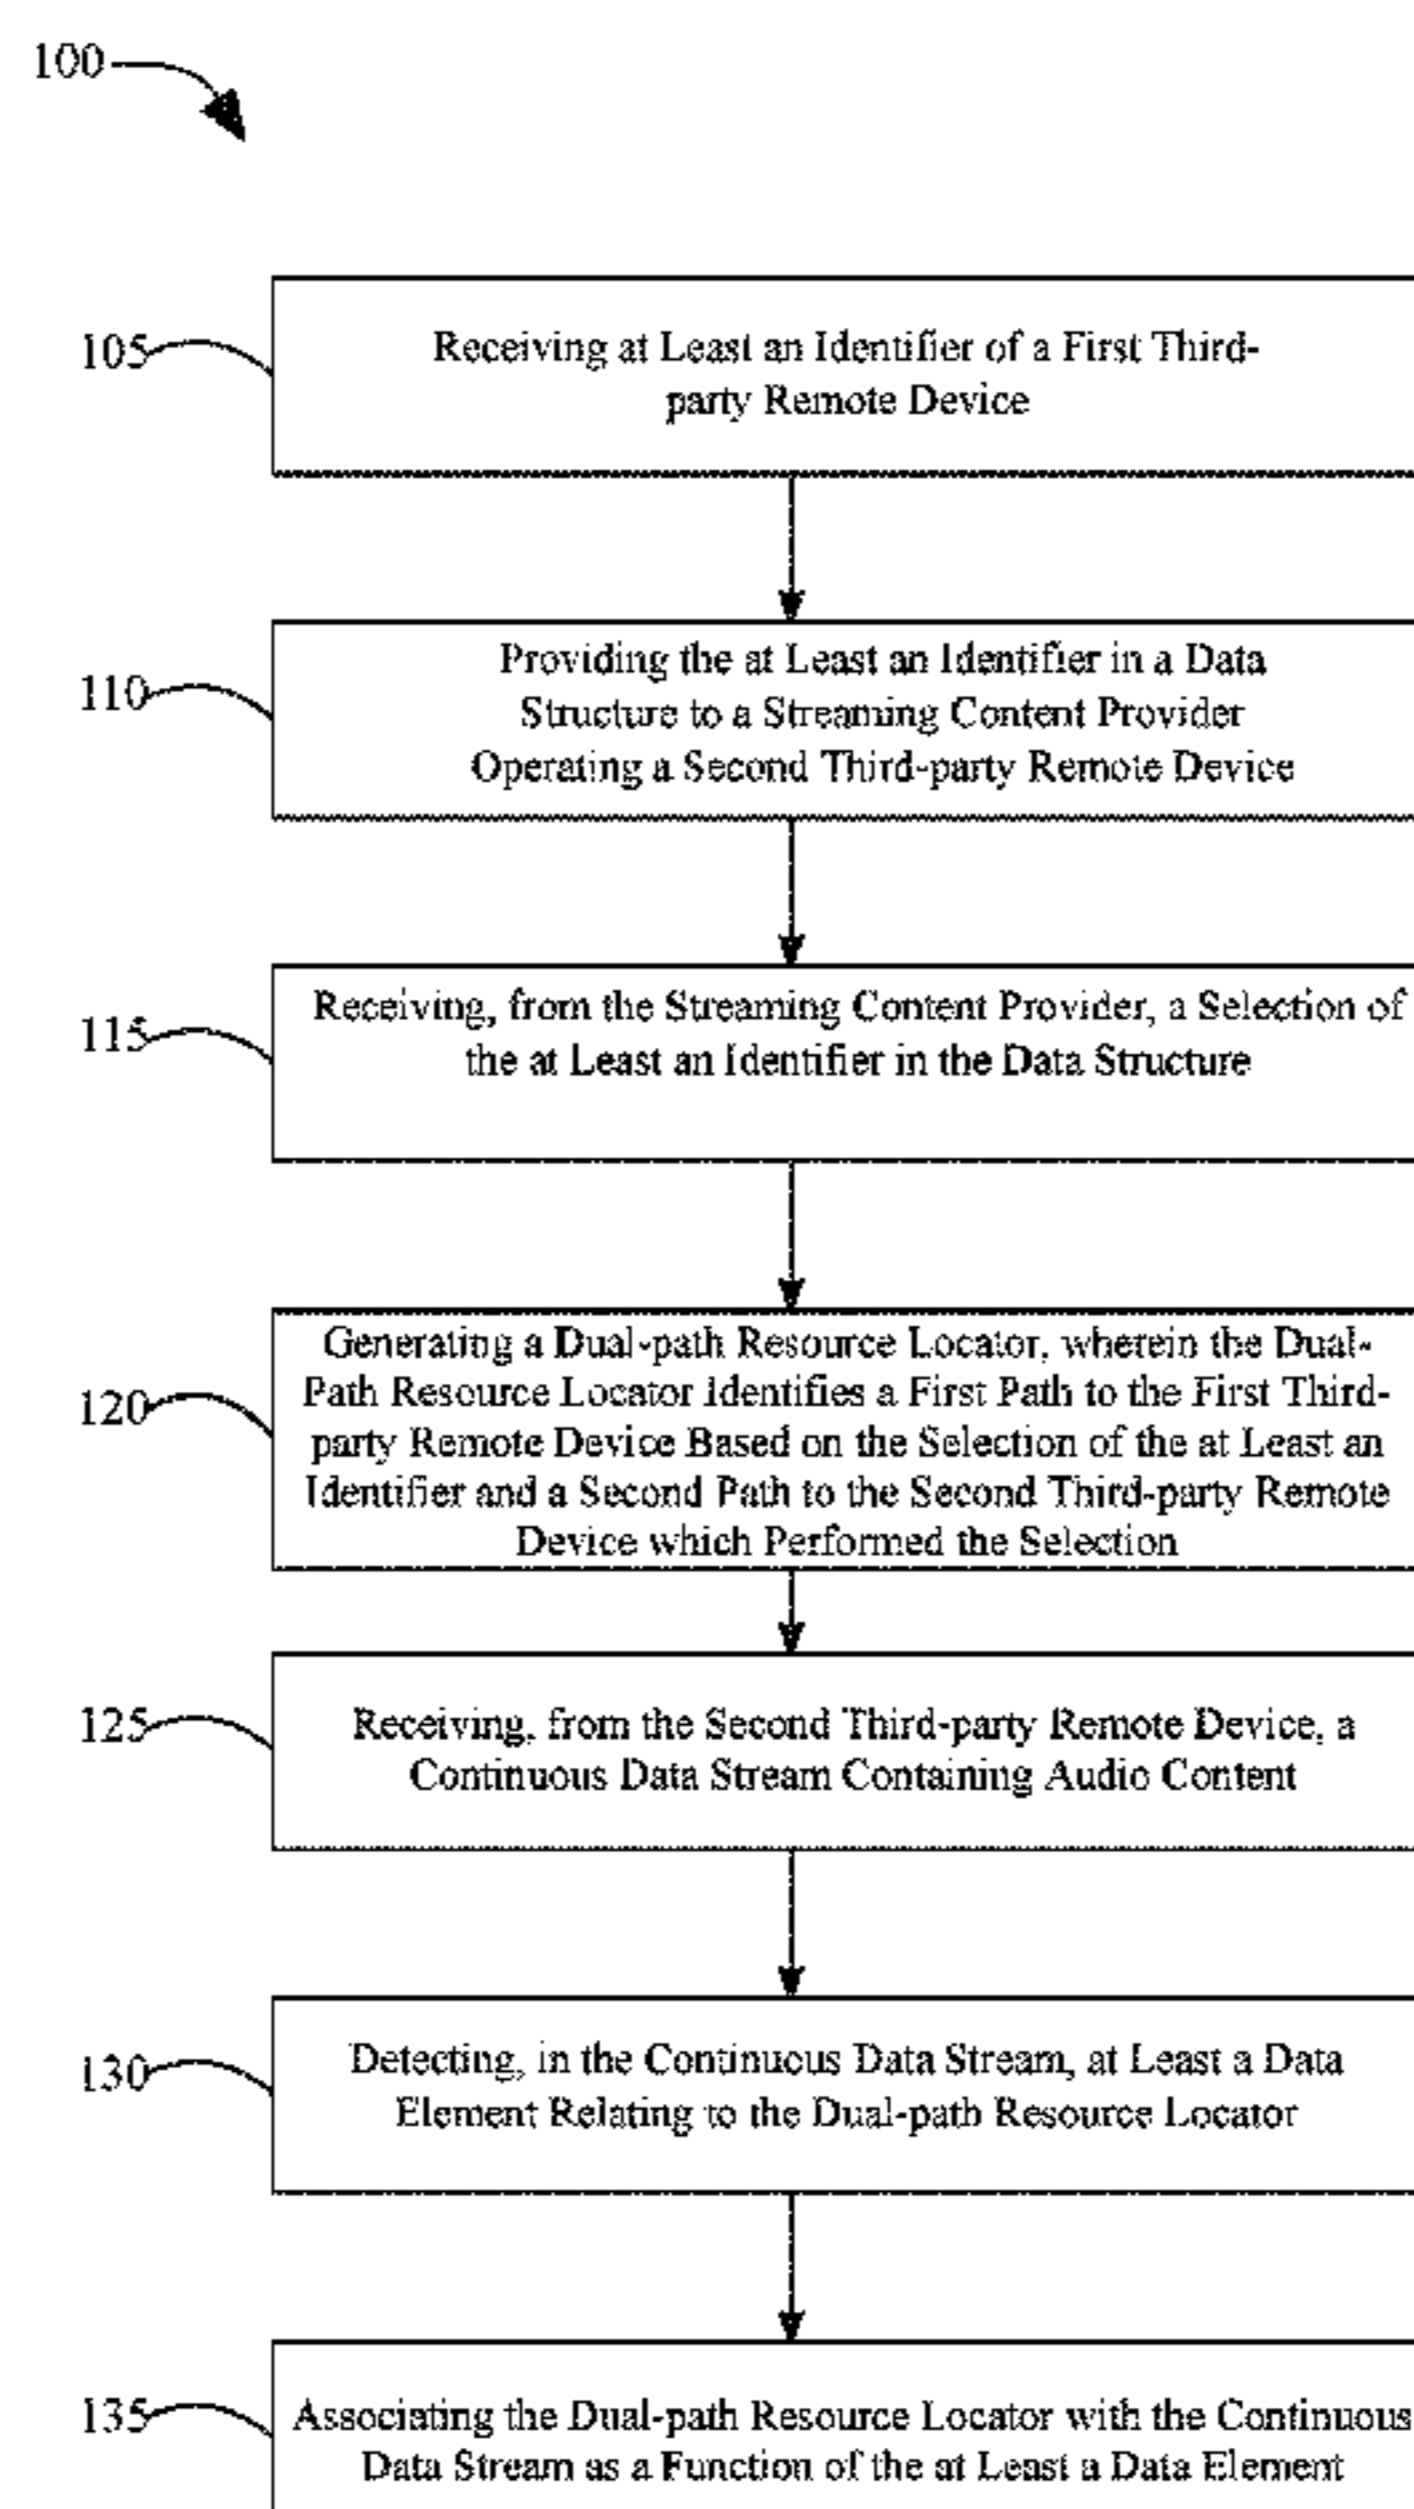 100
105
Receiving at Least an Identifier of a First Third-
party Remote Device
110
Providing the at Least an Identifier in a Data
Structure to a Streaming Content Provider
Operating a Second Third-party Remote Device
115
Receiving, from the Streaming Content Provider, a Selection of
the at Least an Identifier in the Data Structure
120
Generating a Dual-path Resource Locator, wherein the Dual-
Path Resource Locator Identifies a First Path to the First Third-
party Remote Device Based on the Selection of the at Least an
Identifier and a Second Path to the Second Third-party Remote
Device which Performed the Selection
125
Receiving, from the Second Third-party Remote Device, a
Continuous Data Stream Containing Audio Content
130
Detecting, in the Continuous Data Stream, at Least a Data
Element Relating to the Dual-path Resource Locator
135
Associating the Dual-path Resource Locator with the Continuous
Data Stream as a Function of the at Least a Data Element